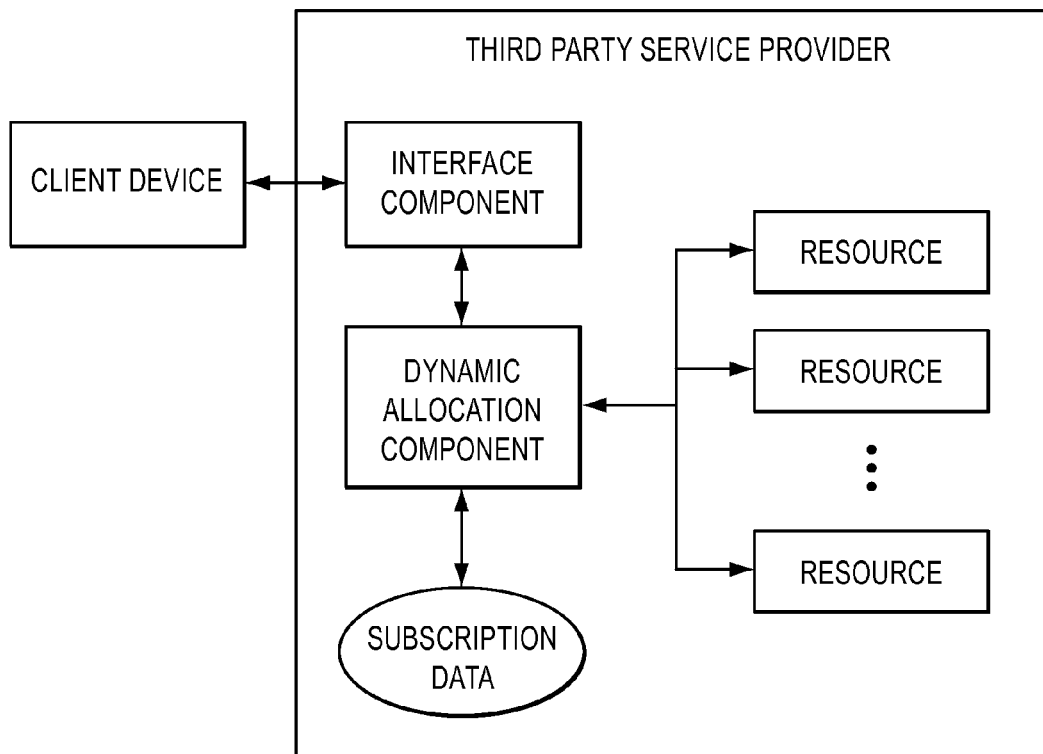 THIRD PARTY SERVICE PROVIDER
CLIENT DEVICE
INTERFACE
COMPONENT
RESOURCE
DYNAMIC
ALLOCATION
COMPONENT
RESOURCE
RESOURCE
SUBSCRIPTION
DATA